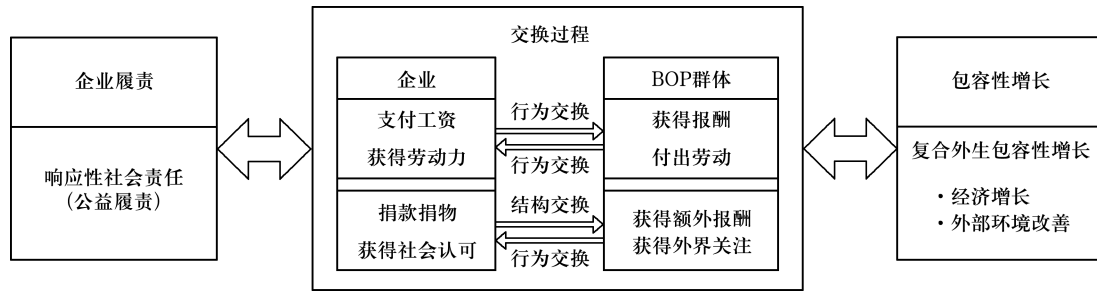 企业履责
响应性社会责任
(公益履责)
交换过程
企业
支付工资
获得劳动力
捐款捐物
获得社会认可
行为交换
行为交换
结构交换
行为交换
BOP群体
获得报酬
付出劳动
获得额外报酬
获得外界关注
包容性增长
复合外生包容性增长
·经济增长
·外部环境改善